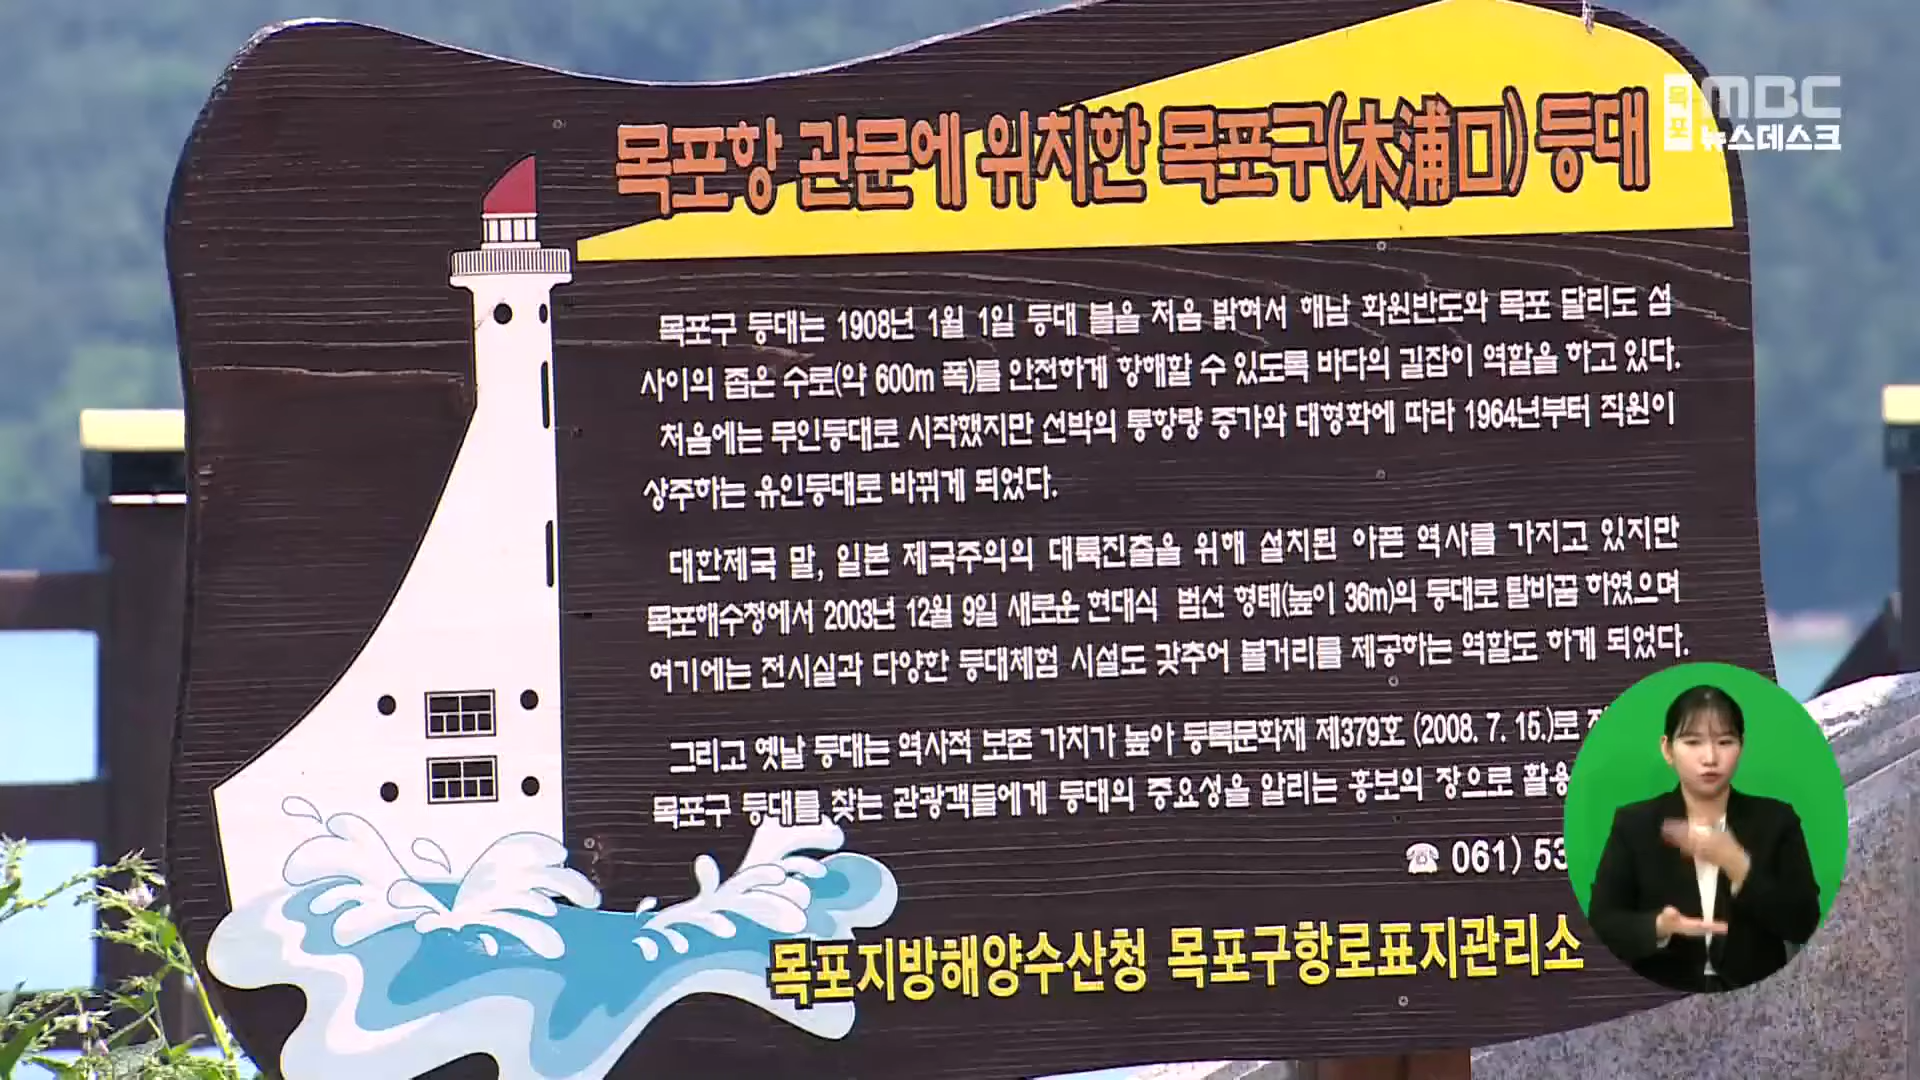 목포항 관문에 위치한 목포구(木浦口) 등대
목포 MBC
뉴스데스크
목포구 등대는 1908년 1월 1일 등대 불을 처음 밝혀서 해남 화원반도와 목포 달리도 섬
사이의 좁은 수로(약 600m 폭)를 안전하게 항해할 수 있도록 바다의 길잡이 역할을 하고 있다.
처음에는 무인등대로 시작했지만 선박의 통항량 증가와 대형화에 따라 1964년부터 직원이
상주하는 유인등대로 바뀌게 되었다.
대한제국 말, 일본 제국주의의 대륙진출을 위해 설치된 아픈 역사를 가지고 있지만
목포해수청에서 2003년 12월 9일 새로운 현대식 범선 형태(높이 36m)의 등대로 탈바꿈 하였으며
여기에는 전시실과 다양한 등대체험 시설도 갖추어 볼거리를 제공하는 역할도 하게 되었다.
그리고 옛날 등대는 역사적 보존 가치가 높아 등록문화재 제379호 (2008. 7. 15.)로
목포구 등대를 찾는 관광객들에게 등대의 중요성을 알리는 홍보의 장으로 활용
☎ 061) 53
목포지방해양수산청 목포구항로표지관리소